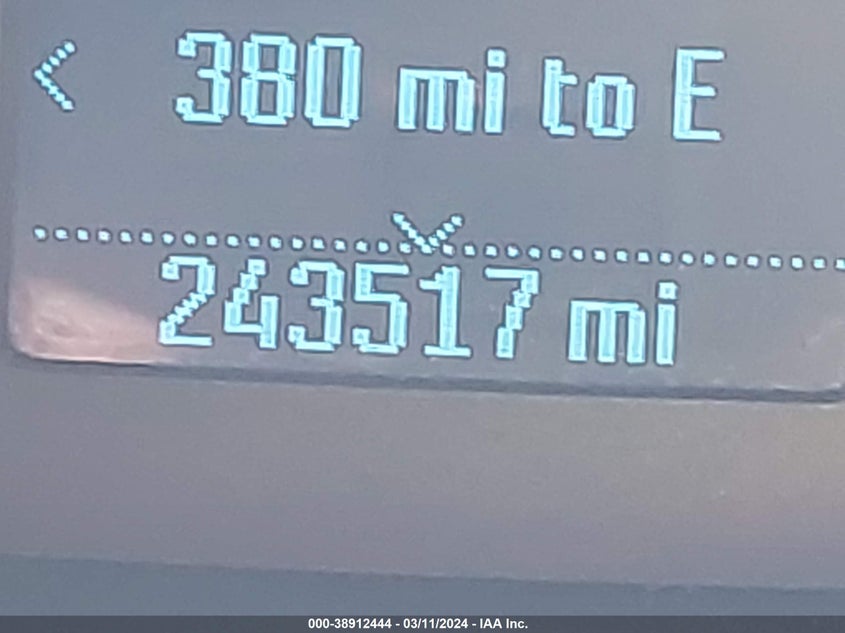 < 380 mi to E
243517 mi
000-38912444 - 03/11/2024 - IAA Inc.